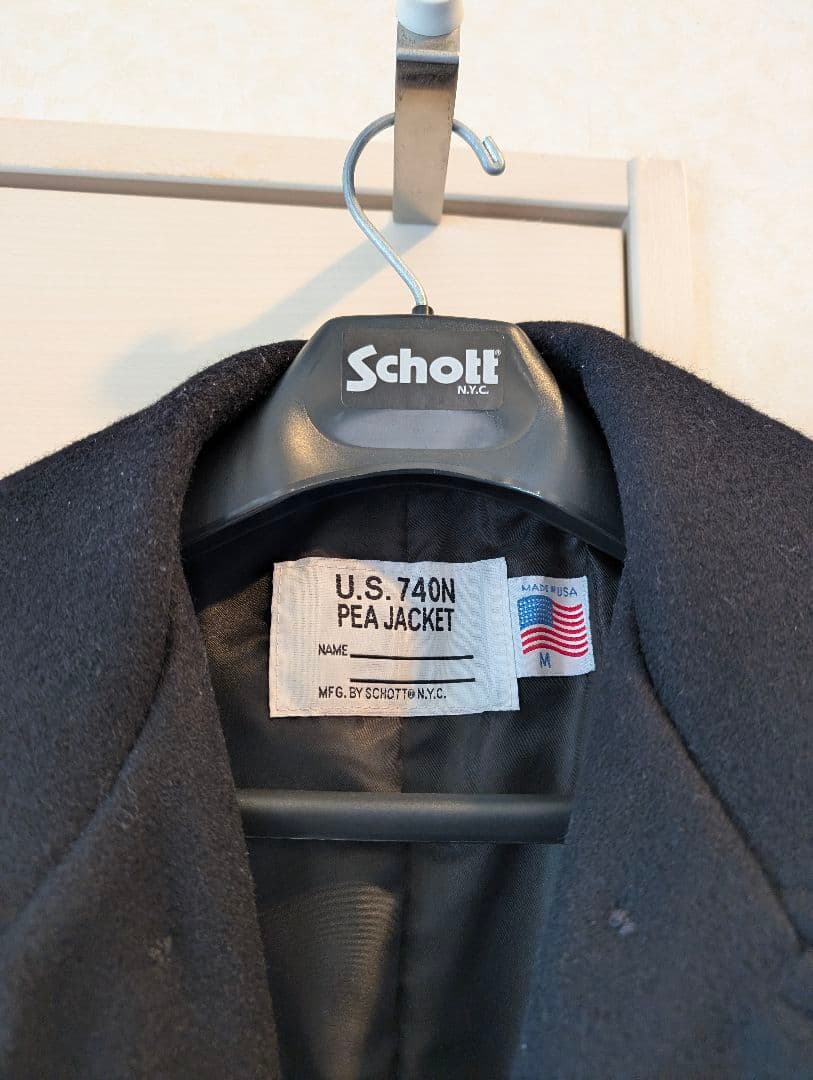 Schott®
N.Y.C.
U.S. 740N
PEA JACKET
NAME
MFG. BY SCHOTT® N.Y.C.
MADE IN USA
M